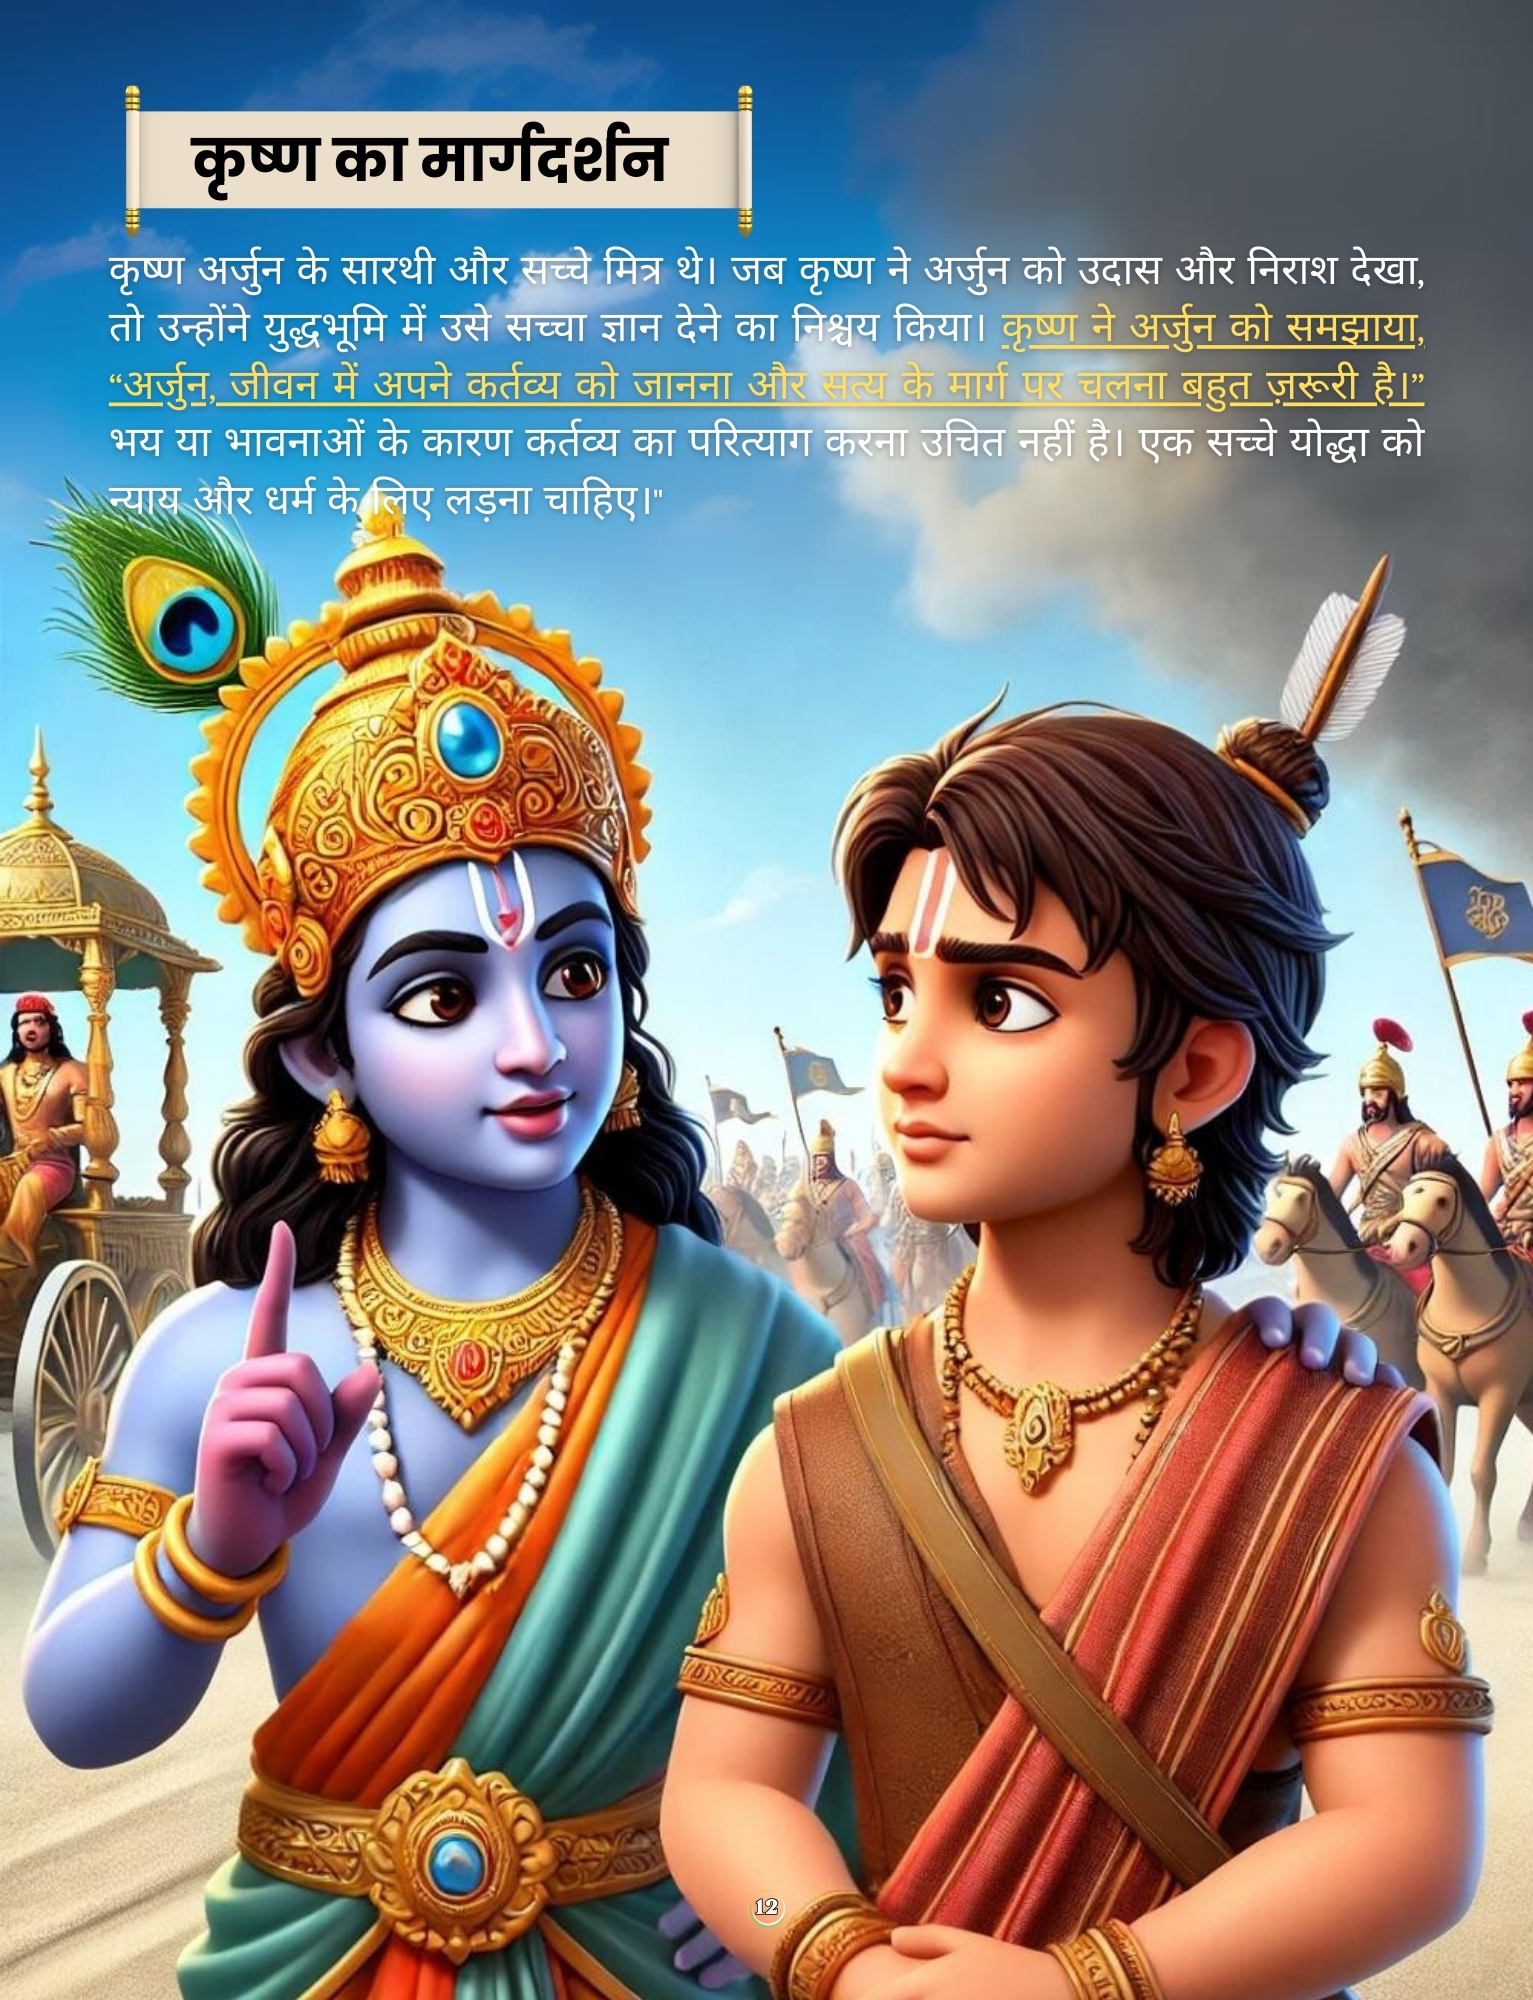 कृष्ण का मार्गदर्शन
कृष्ण अर्जुन के सारथी और सच्चे मित्र थे। जब कृष्ण ने अर्जुन को उदास और निराश देखा,
तो उन्होंने युद्धभूमि में उसे सच्चा ज्ञान देने का निश्चय किया। कृष्ण ने अर्जुन को समझाया,
“अर्जुन, जीवन में अपने कर्तव्य को जानना और सत्य के मार्ग पर चलना बहुत ज़रूरी है।”
भय या भावनाओं के कारण कर्तव्य का परित्याग करना उचित नहीं है। एक सच्चे योद्धा को
न्याय और धर्म के लिए लड़ना चाहिए।"
12